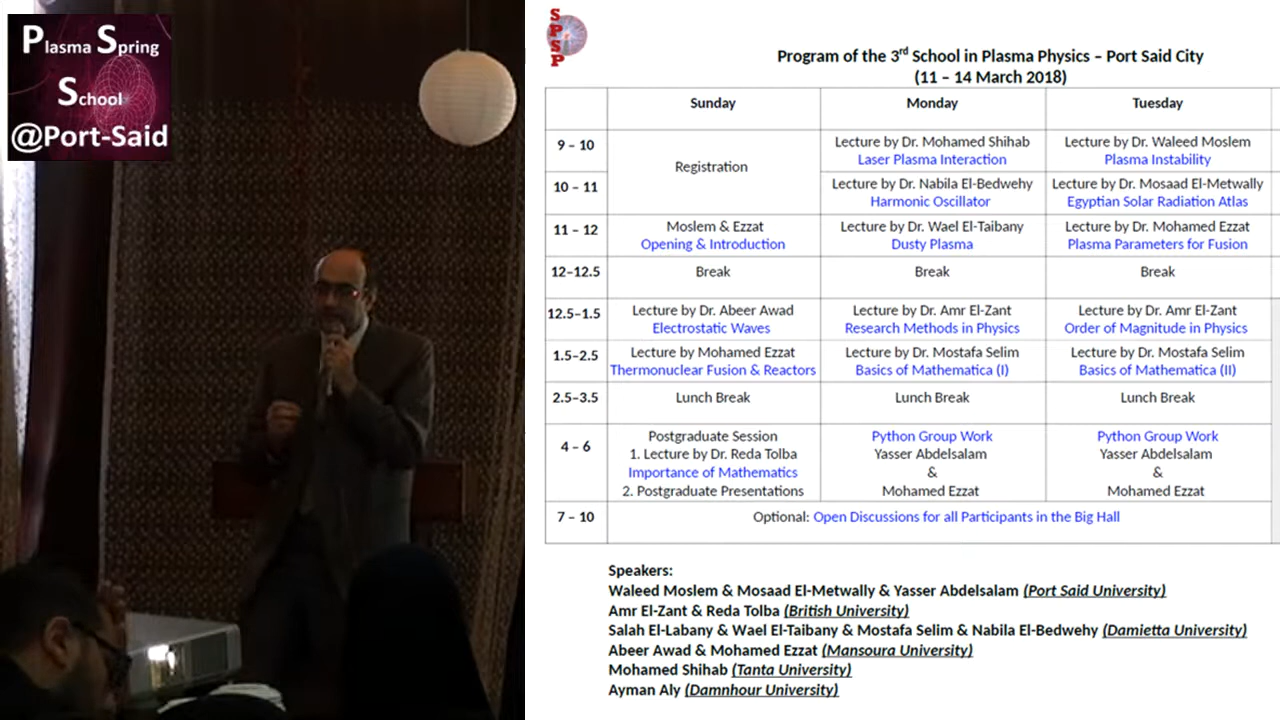 Plasma Spring
School
@Port-Said
SPSP
Program of the 3rd School in Plasma Physics – Port Said City
(11 – 14 March 2018)
Sunday Monday Tuesday
9 – 10 Registration Lecture by Dr. Mohamed Shihab Lecture by Dr. Waleed Moslem
Laser Plasma Interaction Plasma Instability
10 – 11 Lecture by Dr. Nabila El-Bedwehy Lecture by Dr. Mosaad El-Metwally
Harmonic Oscillator Egyptian Solar Radiation Atlas
11 – 12 Moslem & Ezzat Lecture by Dr. Wael El-Taibany Lecture by Dr. Mohamed Ezzat
Opening & Introduction Dusty Plasma Plasma Parameters for Fusion
12–12.5 Break Break Break
12.5–1.5 Lecture by Dr. Abeer Awad Lecture by Dr. Amr El-Zant Lecture by Dr. Amr El-Zant
Electrostatic Waves Research Methods in Physics Order of Magnitude in Physics
1.5–2.5 Lecture by Mohamed Ezzat Lecture by Dr. Mostafa Selim Lecture by Dr. Mostafa Selim
Thermonuclear Fusion & Reactors Basics of Mathematica (I) Basics of Mathematica (II)
2.5–3.5 Lunch Break Lunch Break Lunch Break
4 – 6 Postgraduate Session Python Group Work Python Group Work
1. Lecture by Dr. Reda Tolba Yasser Abdelsalam Yasser Abdelsalam
Importance of Mathematics & &
2. Postgraduate Presentations Mohamed Ezzat Mohamed Ezzat
7 – 10 Optional: Open Discussions for all Participants in the Big Hall
Speakers:
Waleed Moslem & Mosaad El-Metwally & Yasser Abdelsalam (Port Said University)
Amr El-Zant & Reda Tolba (British University)
Salah El-Labany & Wael El-Taibany & Mostafa Selim & Nabila El-Bedwehy (Damietta University)
Abeer Awad & Mohamed Ezzat (Mansoura University)
Mohamed Shihab (Tanta University)
Ayman Aly (Damnhour University)